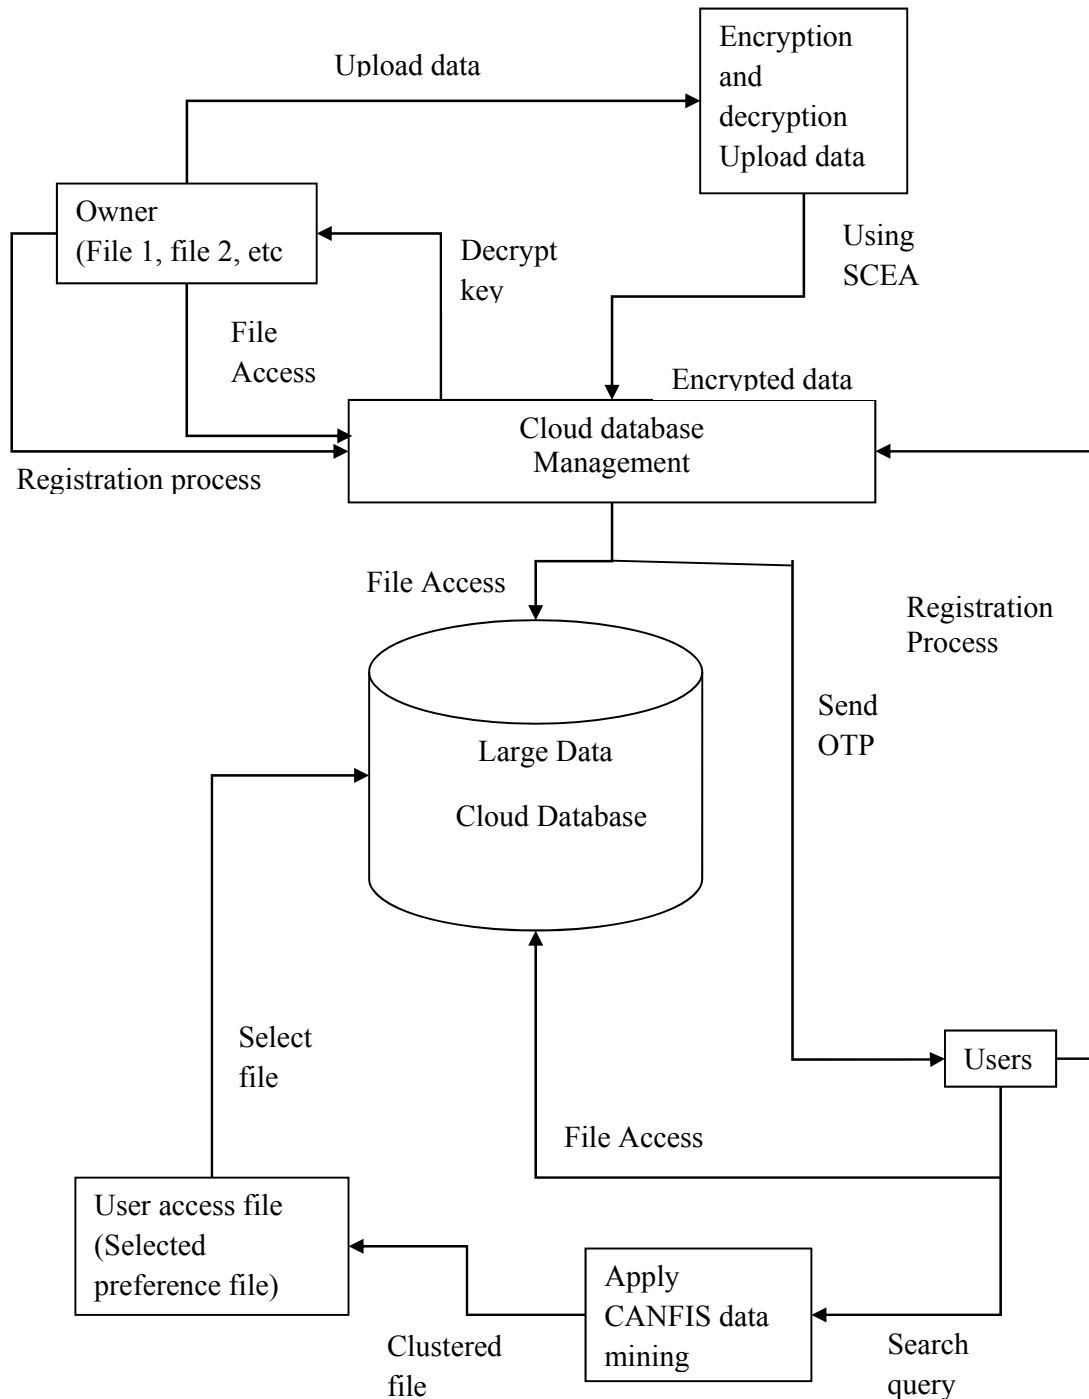 Upload data
Encryption
and
decryption
Upload data
Owner
(File 1, file 2, etc
Decrypt
key
Using
SCEA
File
Access
Encrypted data
Cloud database
Management
Registration process
File Access
Registration
Process
Send
OTP
Large Data
Cloud Database
Select
file
Users
File Access
User access file
(Selected
preference file)
Apply
CANFIS data
mining
Clustered
file
Search
query